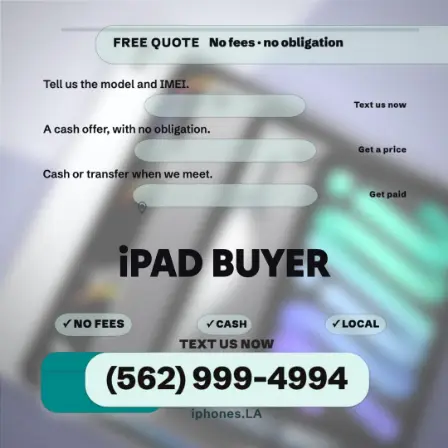 FREE QUOTE No fees · no obligation
Tell us the model and IMEI.
Text us now
A cash offer, with no obligation.
Get a price
Cash or transfer when we meet.
Get paid
iPAD BUYER
✓ NO FEES ✓ CASH ✓ LOCAL
TEXT US NOW
(562) 999-4994
iphones.LA